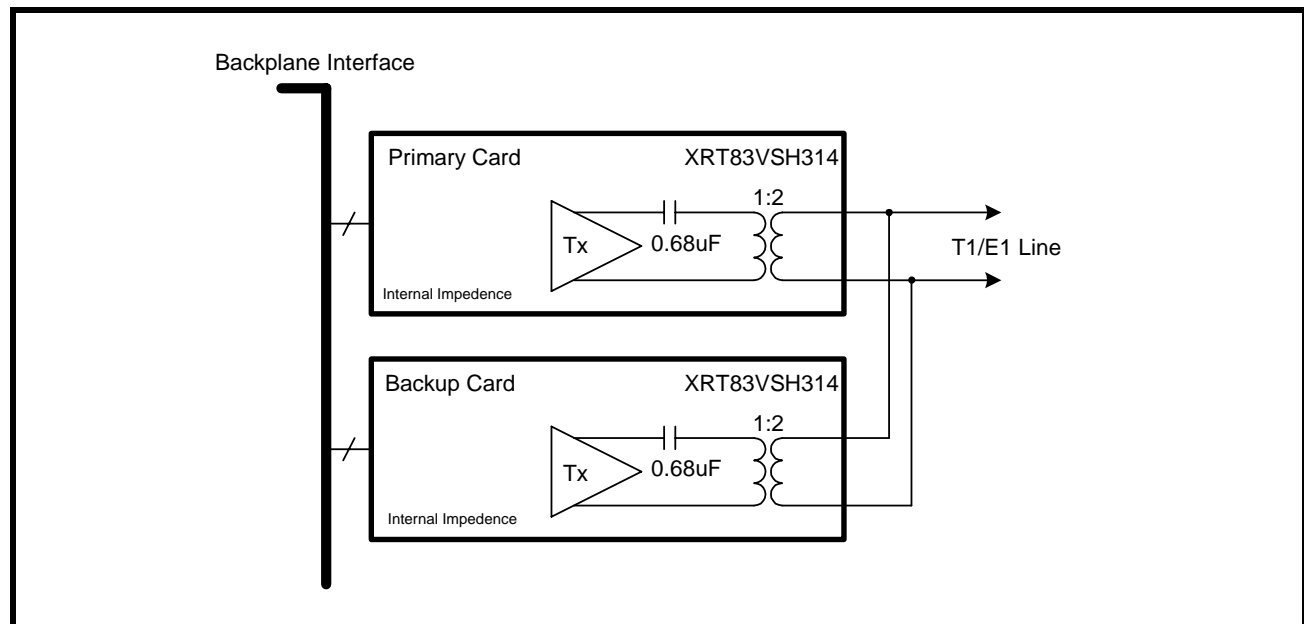 Backplane Interface
Primary Card XRT83VSH314
1:2
Tx 0.68uF
T1/E1 Line
Internal Impedence
Backup Card XRT83VSH314
1:2
Tx 0.68uF
Internal Impedence